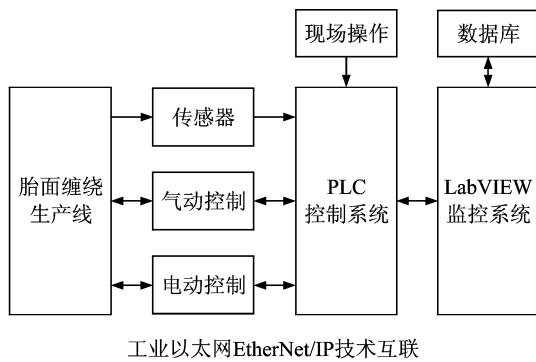 现场操作
数据库
传感器
胎面缠绕
生产线
气动控制
PLC
控制系统
LabVIEW
监控系统
电动控制
工业以太网EtherNet/IP技术互联